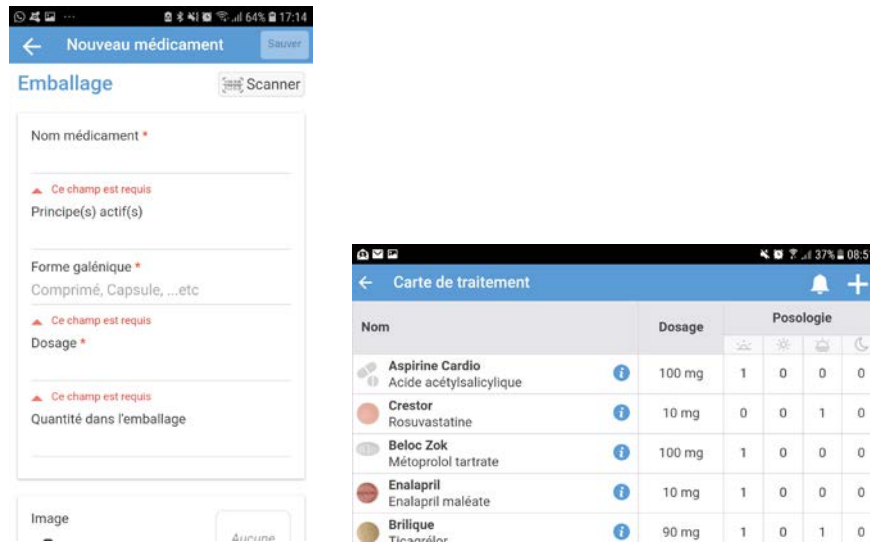 64% 17:14
Nouveau médicament Sauver
Emballage Scanner
Nom médicament *
Ce champ est requis
Principe(s) actif(s)
Forme galénique *
Comprimé, Capsule, ...etc
Ce champ est requis
Dosage *
Ce champ est requis
Quantité dans l'emballage
Image
Aucune
37% 08:5
Carte de traitement
Nom Dosage Posologie
Aspirine Cardio
Acide acétylsalicylique 100 mg 1 0 0 0
Crestor
Rosuvastatine 10 mg 0 0 1 0
Beloc Zok
Métoprolol tartrate 100 mg 1 0 0 0
Enalapril
Enalapril maléate 10 mg 1 0 0 0
Brilique
Ticagrélor 90 mg 1 0 1 0